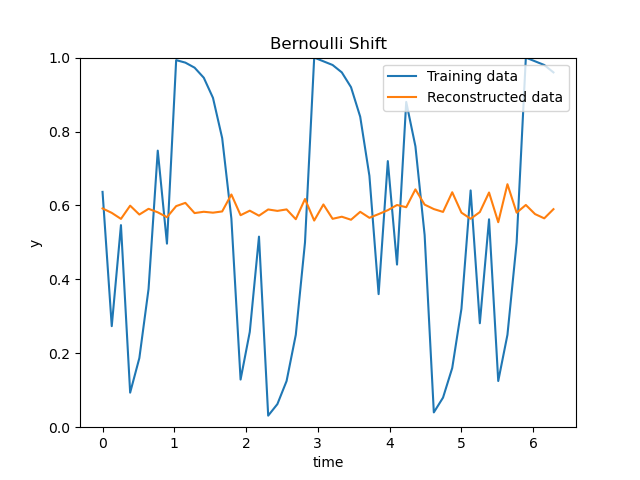 Bernoulli Shift
Training data
Reconstructed data
1.0
0.8
0.6
0.4
0.2
0.0
y
0 1 2 3 4 5 6
time